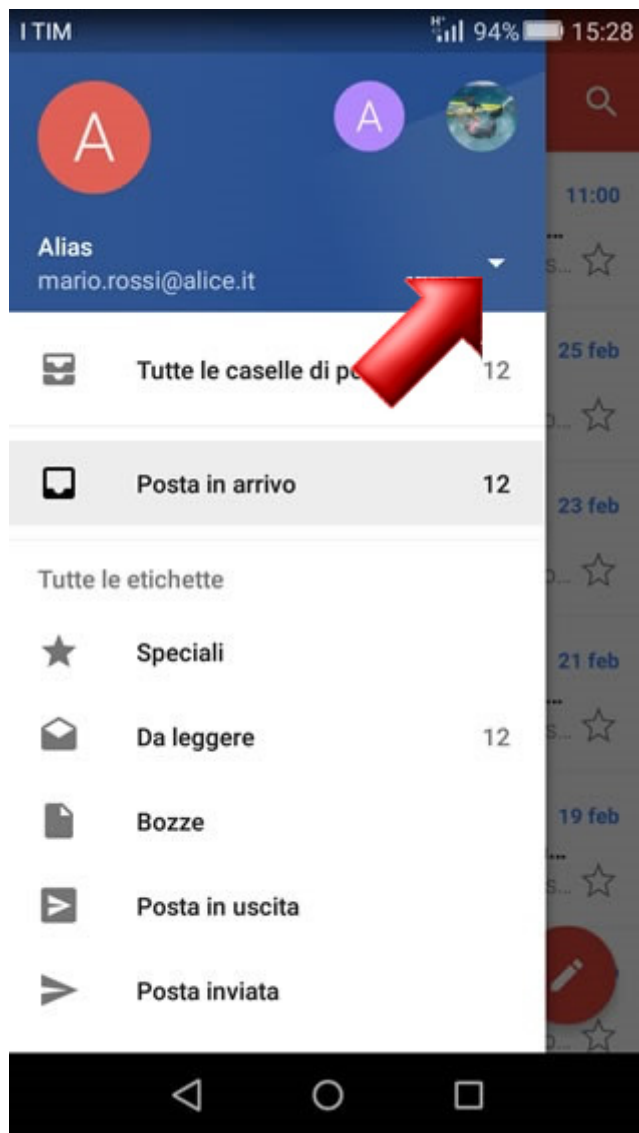 I TIM 94% 15:28
A A
11:00
Alias
mario.rossi@alice.it
Tutte le caselle di 12
25 feb
Posta in arrivo 12
23 feb
Tutte le etichette
Speciali
21 feb
Da leggere 12
Bozze
19 feb
Posta in uscita
Posta inviata